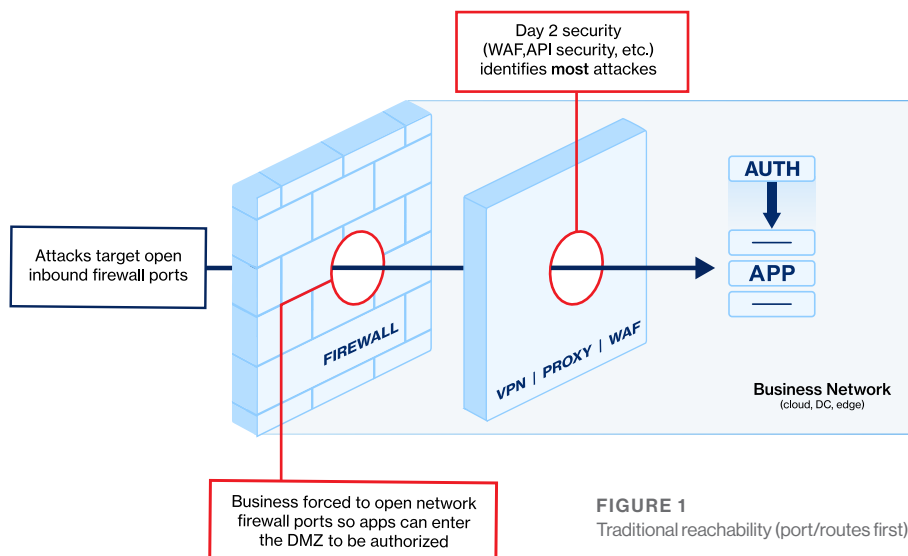 Day 2 security
(WAF,API security, etc.)
identifies most attackes
Attacks target open
inbound firewall ports
FIREWALL
VPN | PROXY | WAF
AUTH
APP
Business Network
(cloud, DC, edge)
Business forced to open network
firewall ports so apps can enter
the DMZ to be authorized
FIGURE 1
Traditional reachability (port/routes first)